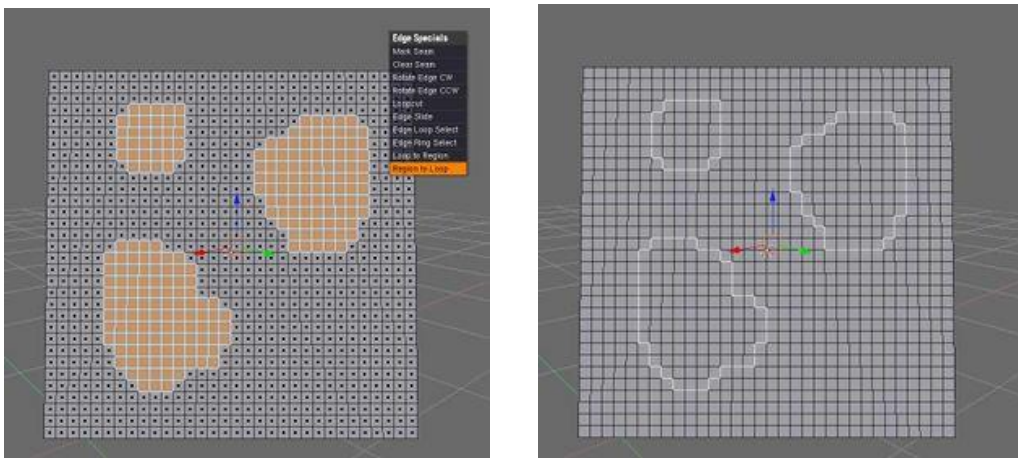 Edge Specials
Mark Seam
Clear Seam
Rotate Edge CW
Rotate Edge CCW
Loopcut
Edge Slide
Edge Loop Select
Edge Ring Select
Loop to Region
Region to Loop